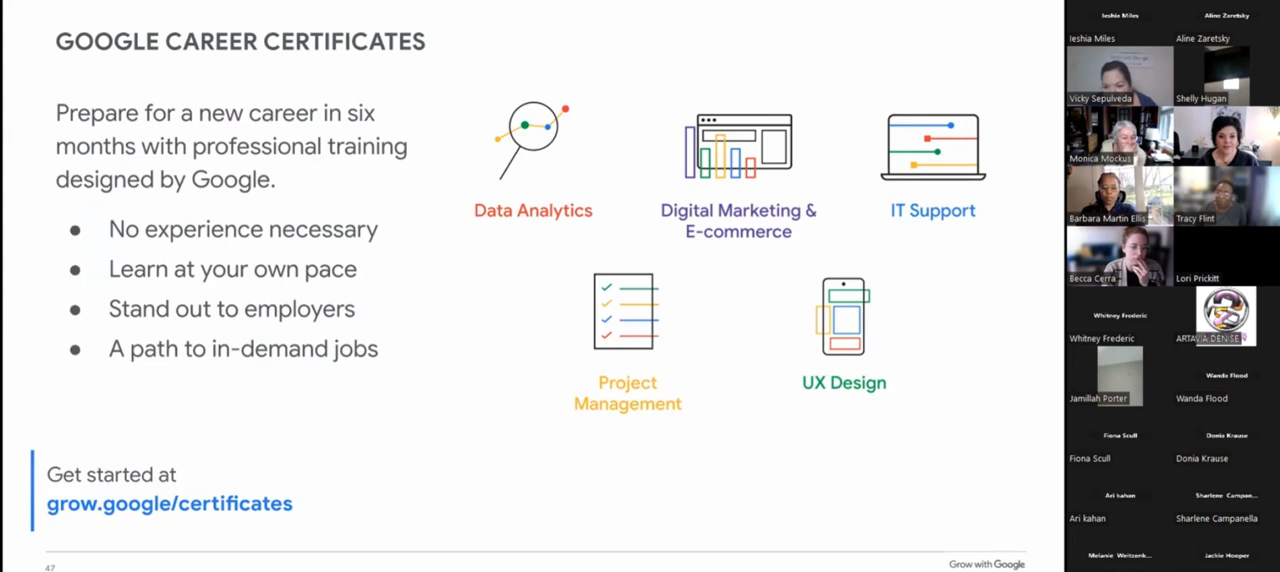 GOOGLE CAREER CERTIFICATES
Prepare for a new career in six
months with professional training
designed by Google.
● No experience necessary
● Learn at your own pace
● Stand out to employers
● A path to in-demand jobs
Data Analytics
Digital Marketing &
E-commerce
IT Support
Project
Management
UX Design
Get started at
grow.google/certificates
47
Grow with Google
Ieshia Miles
Aline Zaretsky
Ieshia Miles
Aline Zaretsky
Vicky Sepulveda
Shelly Hugan
Monica Mockus
Barbara Martin Ellis
Tracy Flint
Becca Cerra
Lori Prickitt
Whitney Frederic
Whitney Frederic
ARTAVIA DENISE
Jamillah Porter
Wanda Flood
Wanda Flood
Fiona Scull
Donia Krause
Fiona Scull
Donia Krause
Ari kahan
Sharlene Campan...
Ari kahan
Sharlene Campanella
Melanie Weitzenk...
Jackie Hooper